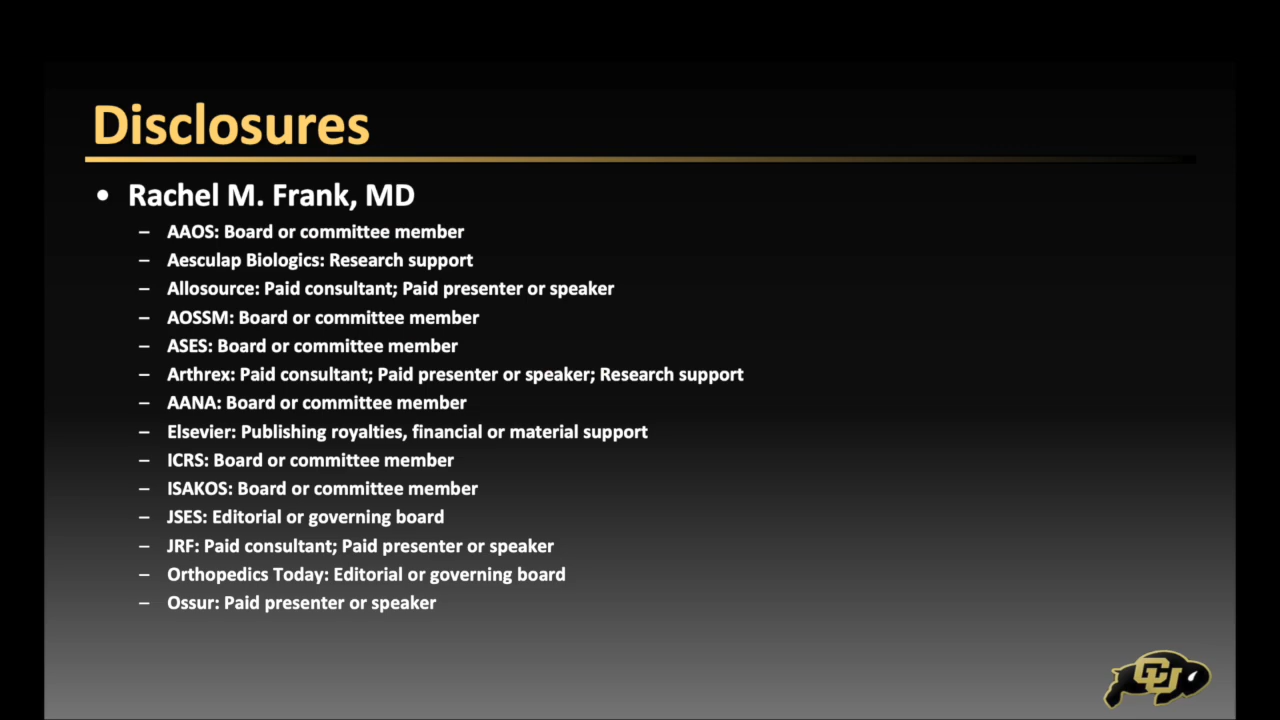 Disclosures
• Rachel M. Frank, MD
– AAOS: Board or committee member
– Aesculap Biologics: Research support
– Allosource: Paid consultant; Paid presenter or speaker
– AOSSM: Board or committee member
– ASES: Board or committee member
– Arthrex: Paid consultant; Paid presenter or speaker; Research support
– AANA: Board or committee member
– Elsevier: Publishing royalties, financial or material support
– ICRS: Board or committee member
– ISAKOS: Board or committee member
– JSES: Editorial or governing board
– JRF: Paid consultant; Paid presenter or speaker
– Orthopedics Today: Editorial or governing board
– Ossur: Paid presenter or speaker
CU